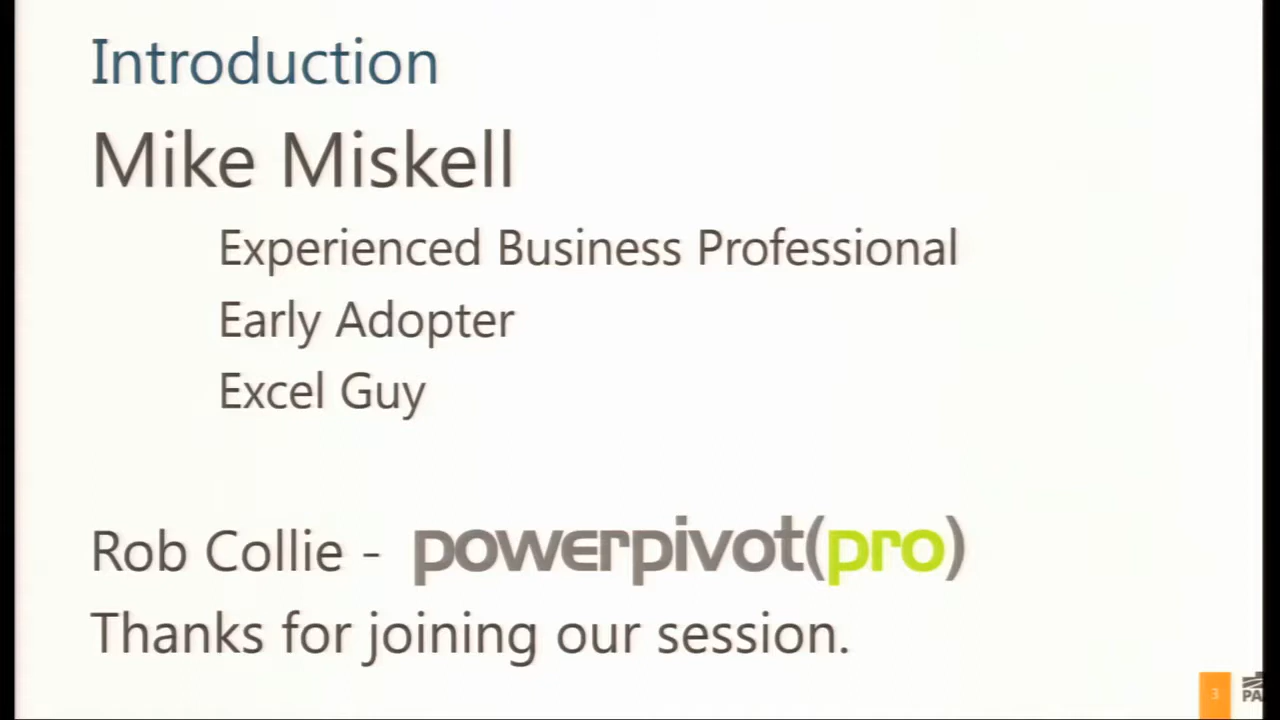 Introduction
Mike Miskell
Experienced Business Professional
Early Adopter
Excel Guy
Rob Collie - powerpivot(pro)
Thanks for joining our session.
3